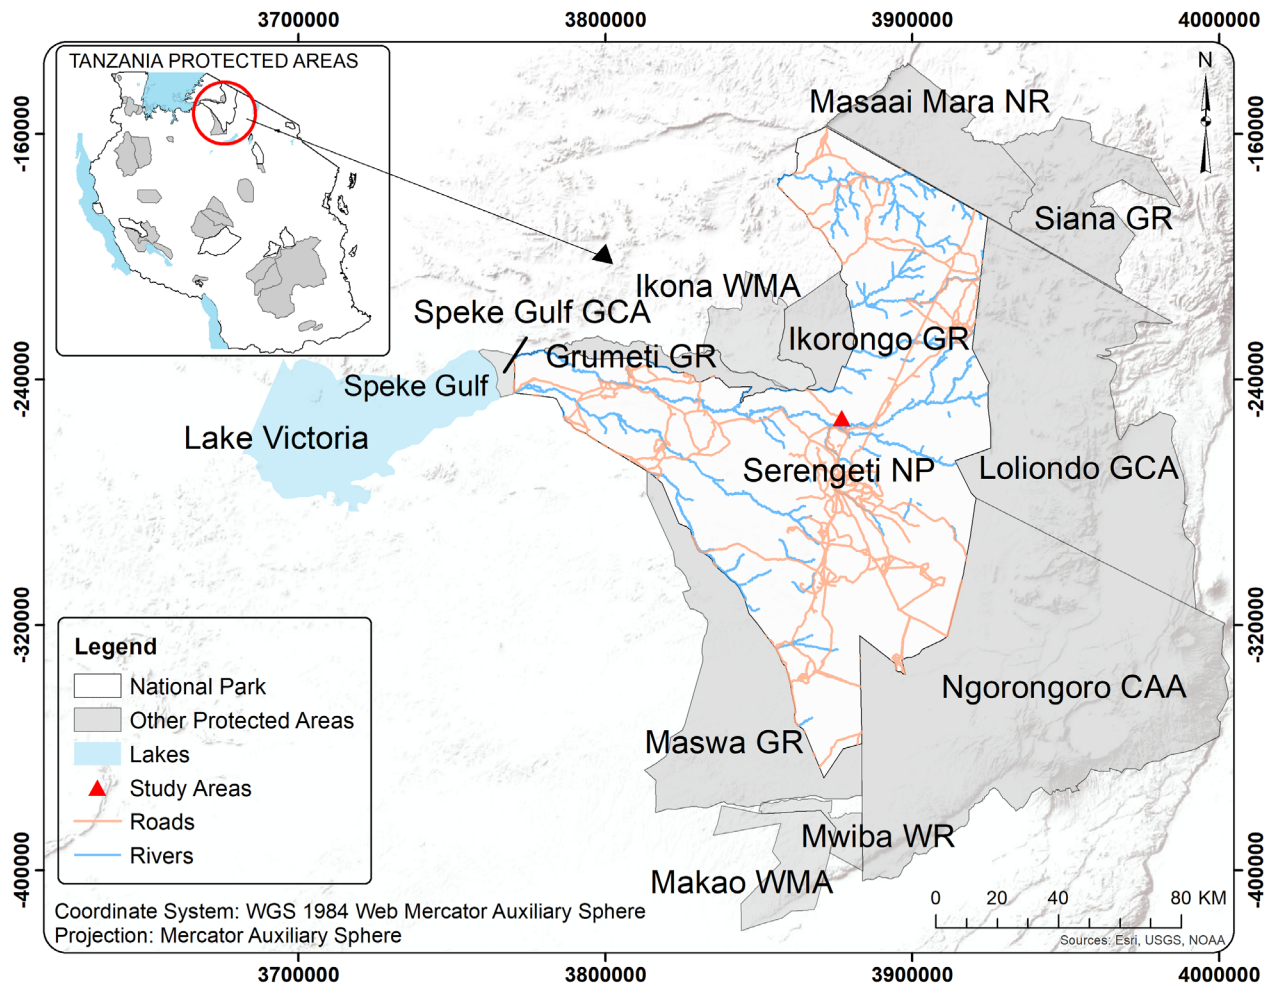 3700000
3800000
3900000
4000000
TANZANIA PROTECTED AREAS
N
Masaai Mara NR
-160000
-160000
Siana GR
Ikona WMA
Speke Gulf GCA
Ikorongo GR
Grumeti GR
-240000
-240000
Speke Gulf
Lake Victoria
Serengeti NP
Loliondo GCA
-320000
-320000
Legend
National Park
Other Protected Areas
Lakes
Study Areas
Roads
Rivers
Ngorongoro CAA
Maswa GR
Mwiba WR
Makao WMA
-400000
-400000
0 20 40 60 80 KM
Coordinate System: WGS 1984 Web Mercator Auxiliary Sphere
Projection: Mercator Auxiliary Sphere
Sources: Esri, USGS, NOAA
3700000
3800000
3900000
4000000